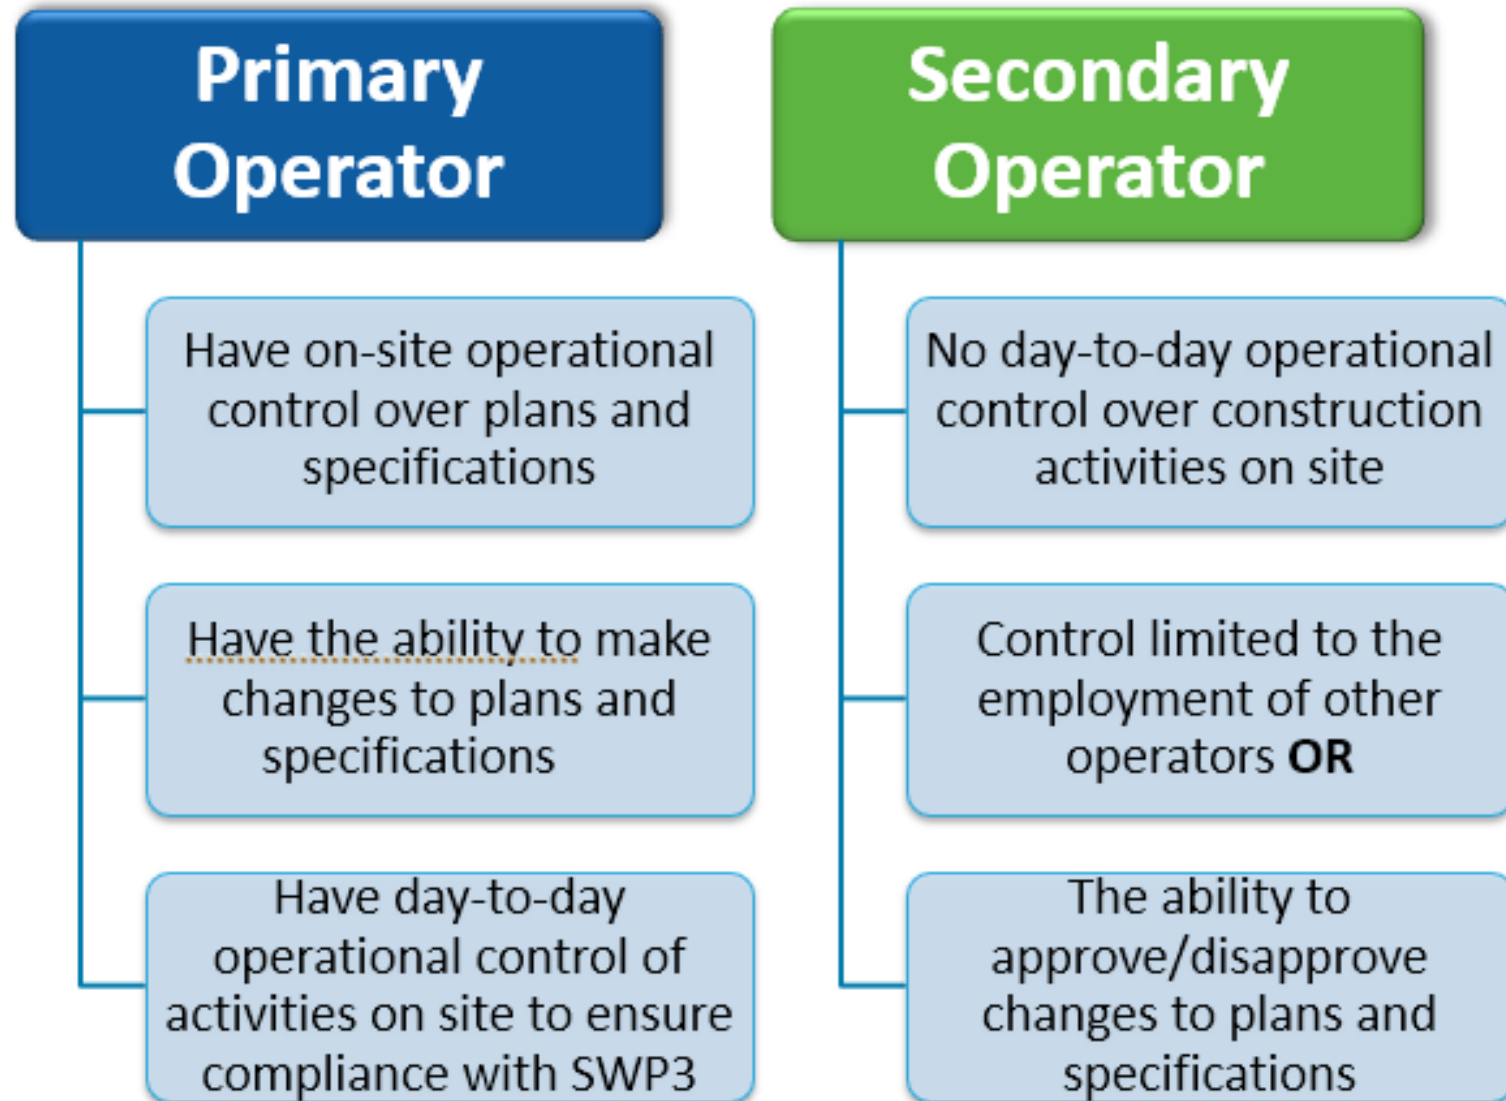 Primary
Operator
Have on-site operational
control over plans and
specifications
Have the ability to make
changes to plans and
specifications
Have day-to-day
operational control of
activities on site to ensure
compliance with SWP3
Secondary
Operator
No day-to-day operational
control over construction
activities on site
Control limited to the
employment of other
operators OR
The ability to
approve/disapprove
changes to plans and
specifications